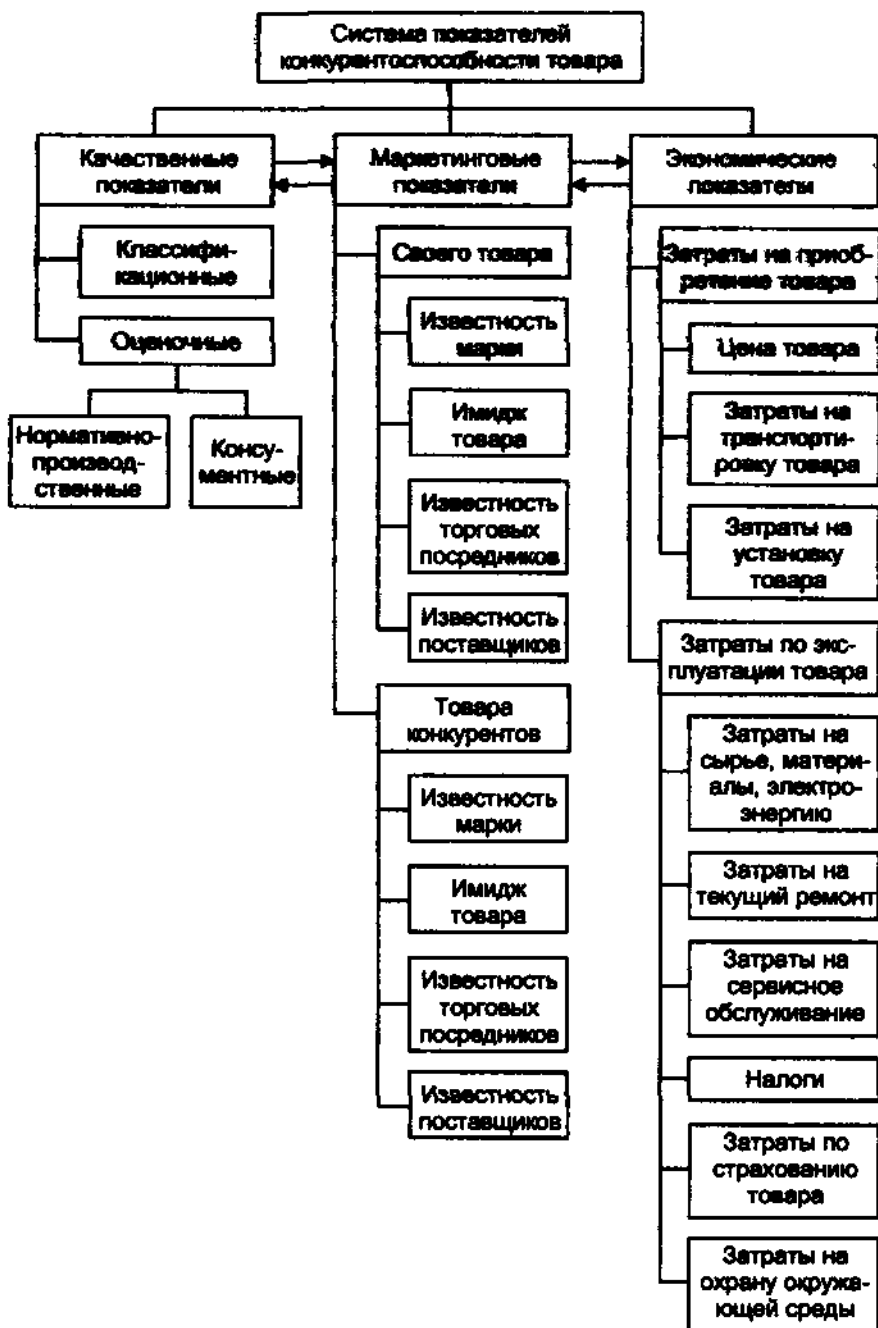 Система показателей
конкурентоспособности товара
Качественные
показатели
Маркетинговые
показатели
Экономические
показатели
Классифи-
кационные
Оценочные
Нормативно-
производ-
ственные
Консу-
ментные
Своего товара
Известность
марки
Имидж
товара
Известность
торговых
посредников
Известность
поставщиков
Товара
конкурентов
Известность
марки
Имидж
товара
Известность
торговых
посредников
Известность
поставщиков
Затраты на приоб-
ретение товара
Цена товара
Затраты на
транспорти-
ровку товара
Затраты на
установку
товара
Затраты по экс-
плуатации товара
Затраты на
сырье, матери-
алы, электро-
энергию
Затраты на
текущий ремонт
Затраты на
сервисное
обслуживание
Налоги
Затраты по
страхованию
товара
Затраты на
охрану окружа-
ющей среды